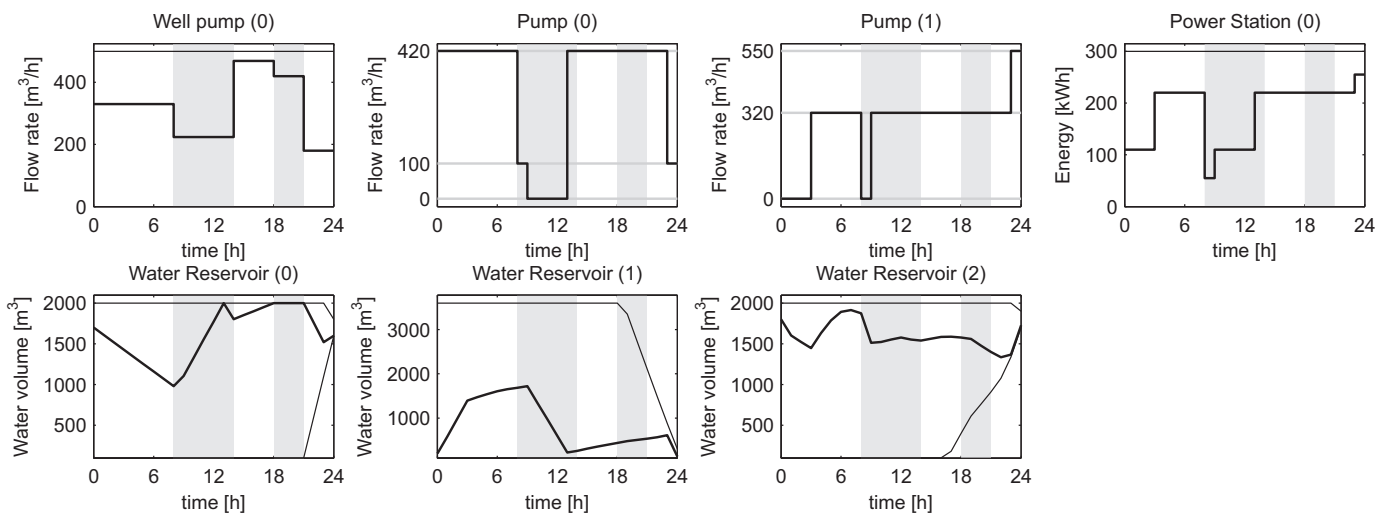 Well pump (0)
Flow rate [m³/h]
400
200
0
0 6 12 18 24
time [h]
Pump (0)
Flow rate [m³/h]
420
100
0
0 6 12 18 24
time [h]
Pump (1)
Flow rate [m³/h]
550
320
0
0 6 12 18 24
time [h]
Power Station (0)
Energy [kWh]
300
200
100
0
0 6 12 18 24
time [h]
Water Reservoir (0)
Water volume [m³]
2000
1500
1000
500
0 6 12 18 24
time [h]
Water Reservoir (1)
Water volume [m³]
3000
2000
1000
0 6 12 18 24
time [h]
Water Reservoir (2)
Water volume [m³]
2000
1500
1000
500
0 6 12 18 24
time [h]